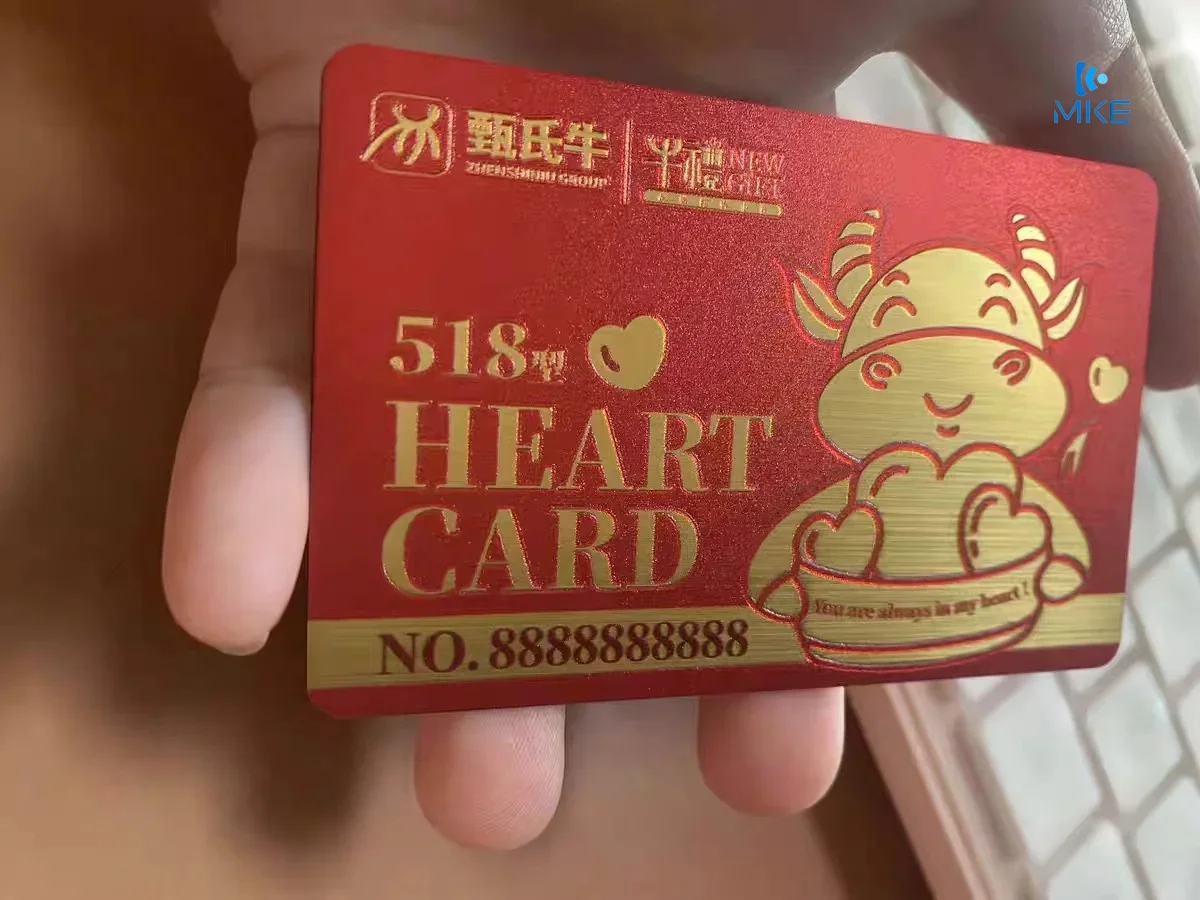 甄氏牛
ZHENSHINIU GROUP
牛禮 NEW GIFT
518型
HEART
CARD
NO. 8888888888
You are always in my heart !
MIKE